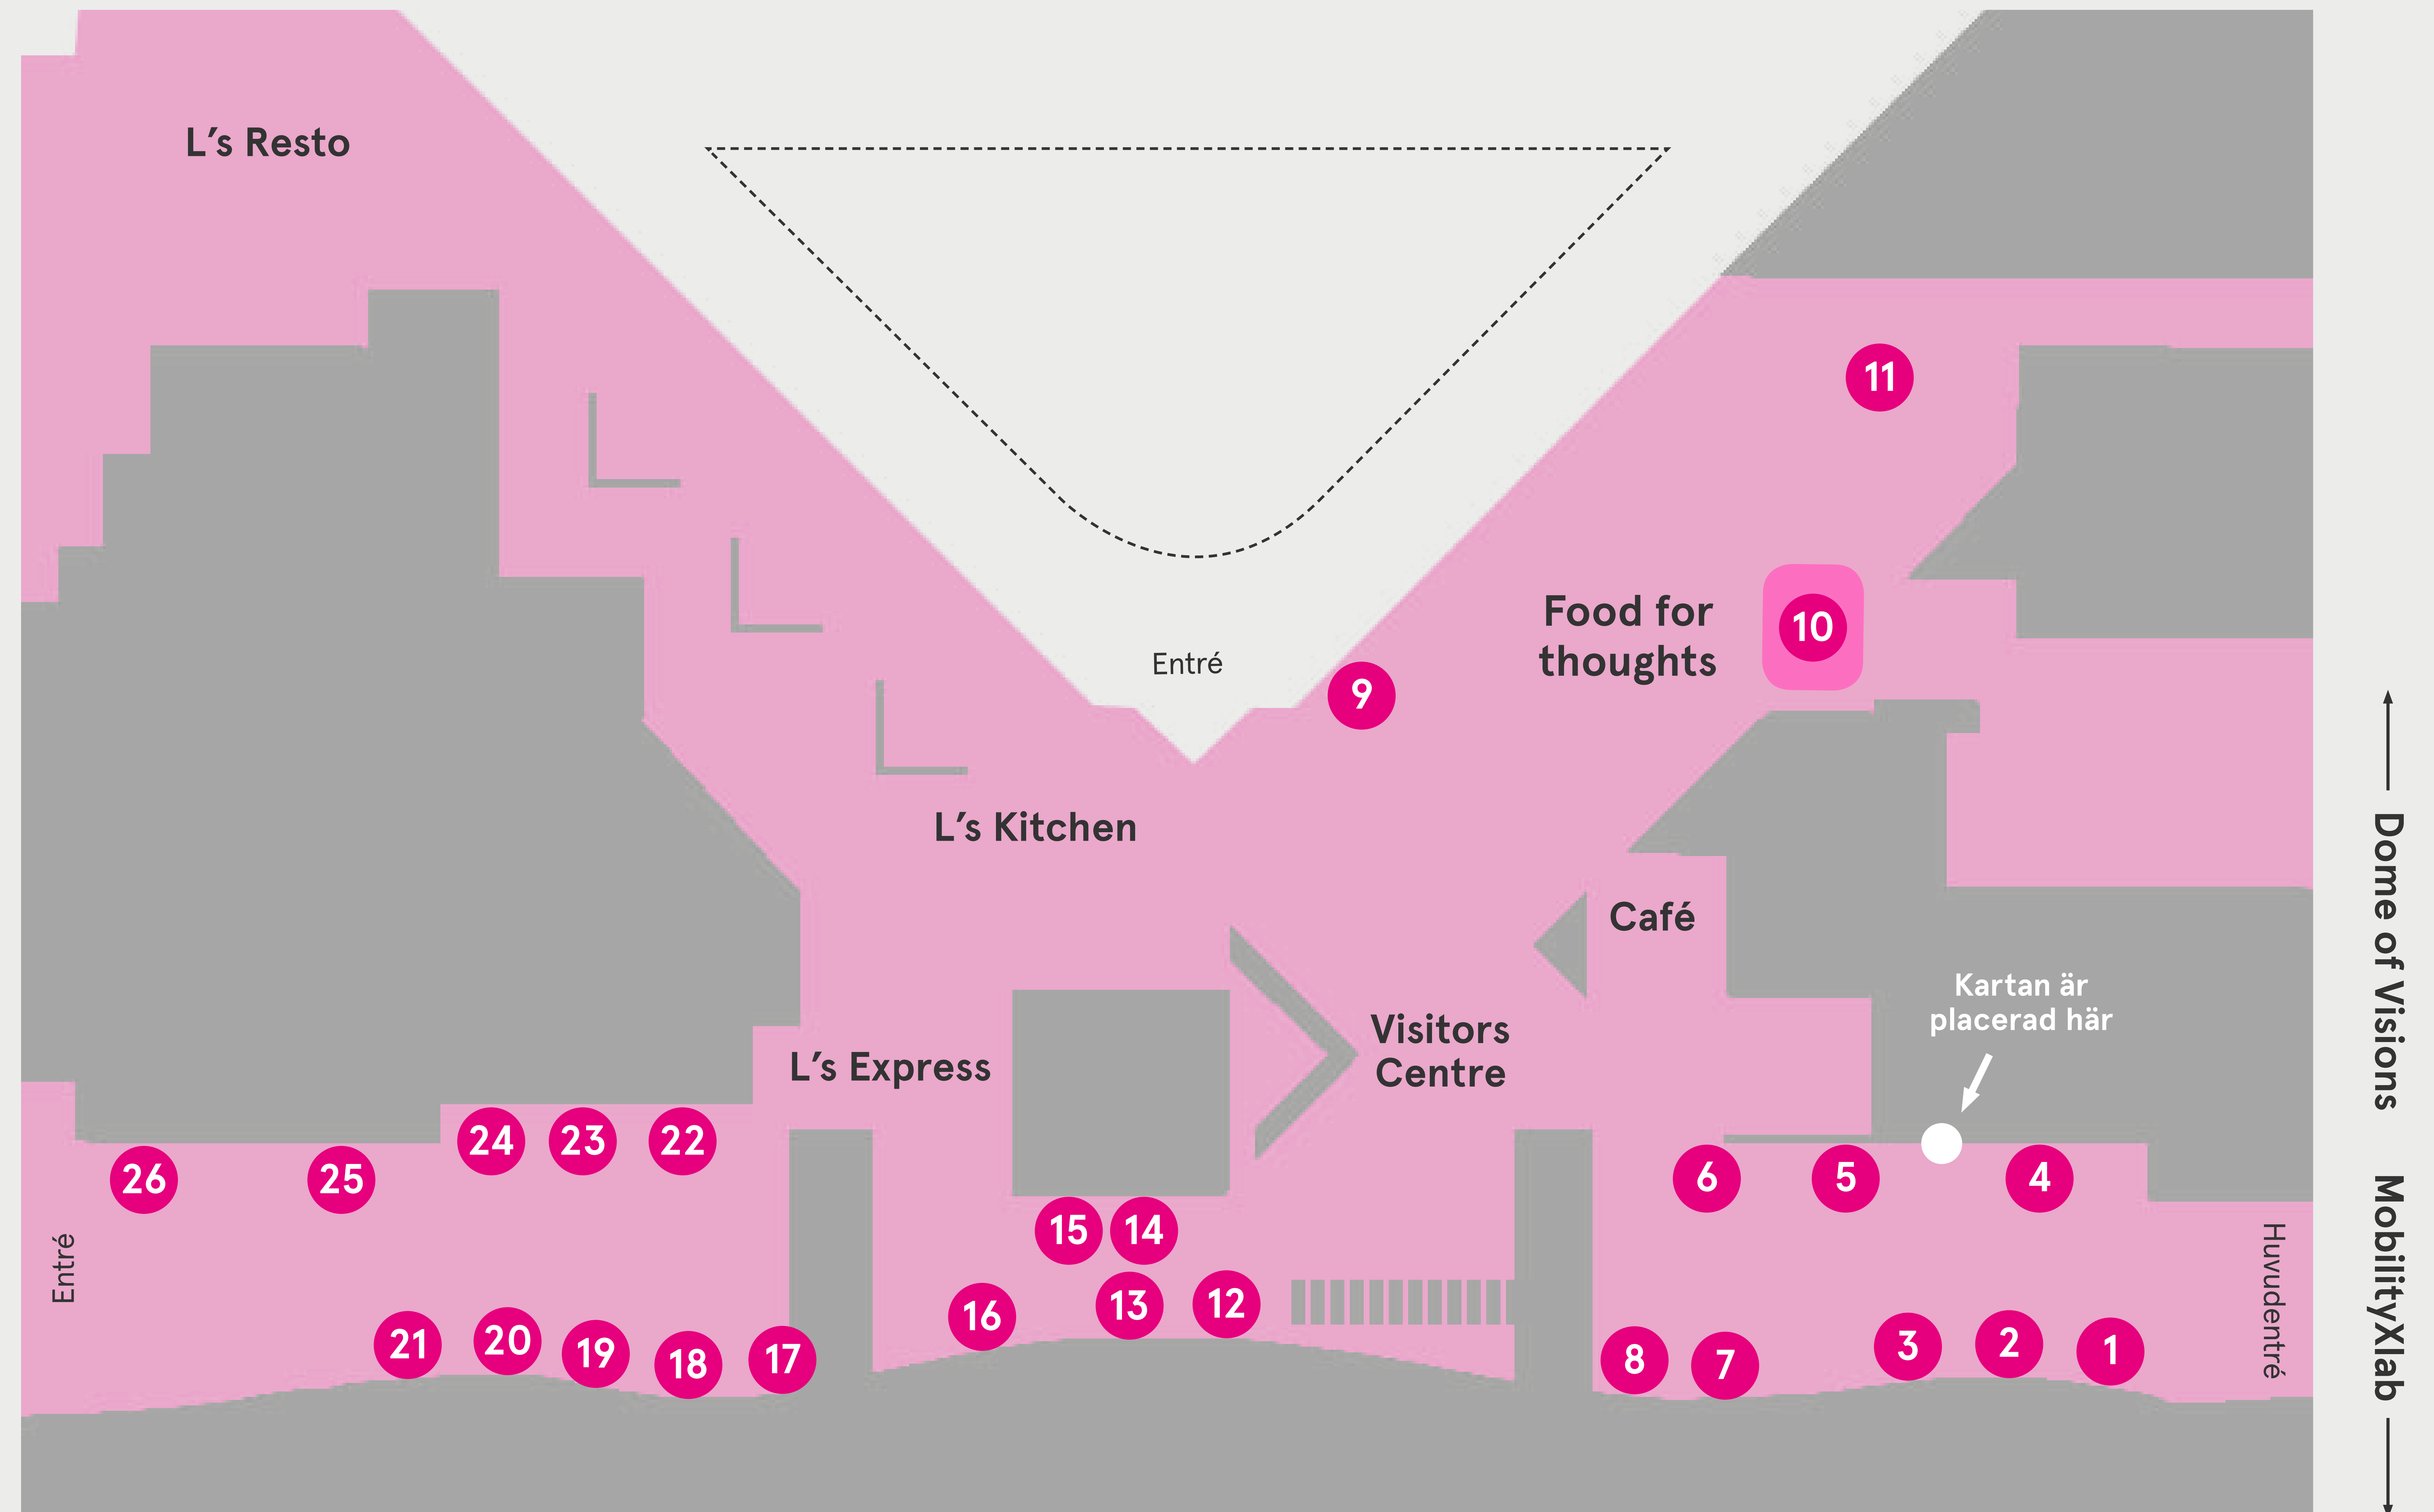 L’s Resto
11
Food for
thoughts
10
Entré
9
L’s Kitchen
Café
Kartan är
placerad här
Visitors
Centre
L’s Express
24
23
22
26
25
6
5
4
15
14
Entré
16
13
12
21
20
19
18
17
8
7
3
2
1
Huvudentré
Dome of Visions
MobilityXlab